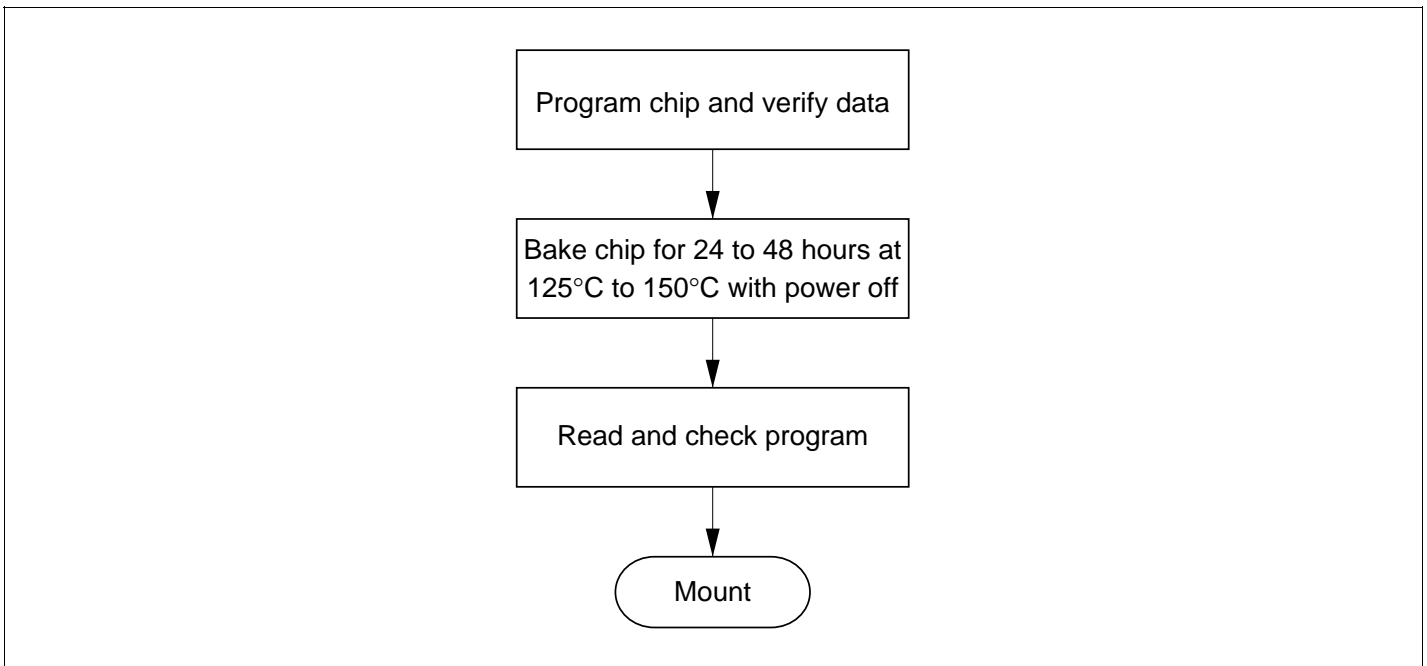 Program chip and verify data
Bake chip for 24 to 48 hours at
125°C to 150°C with power off
Read and check program
Mount